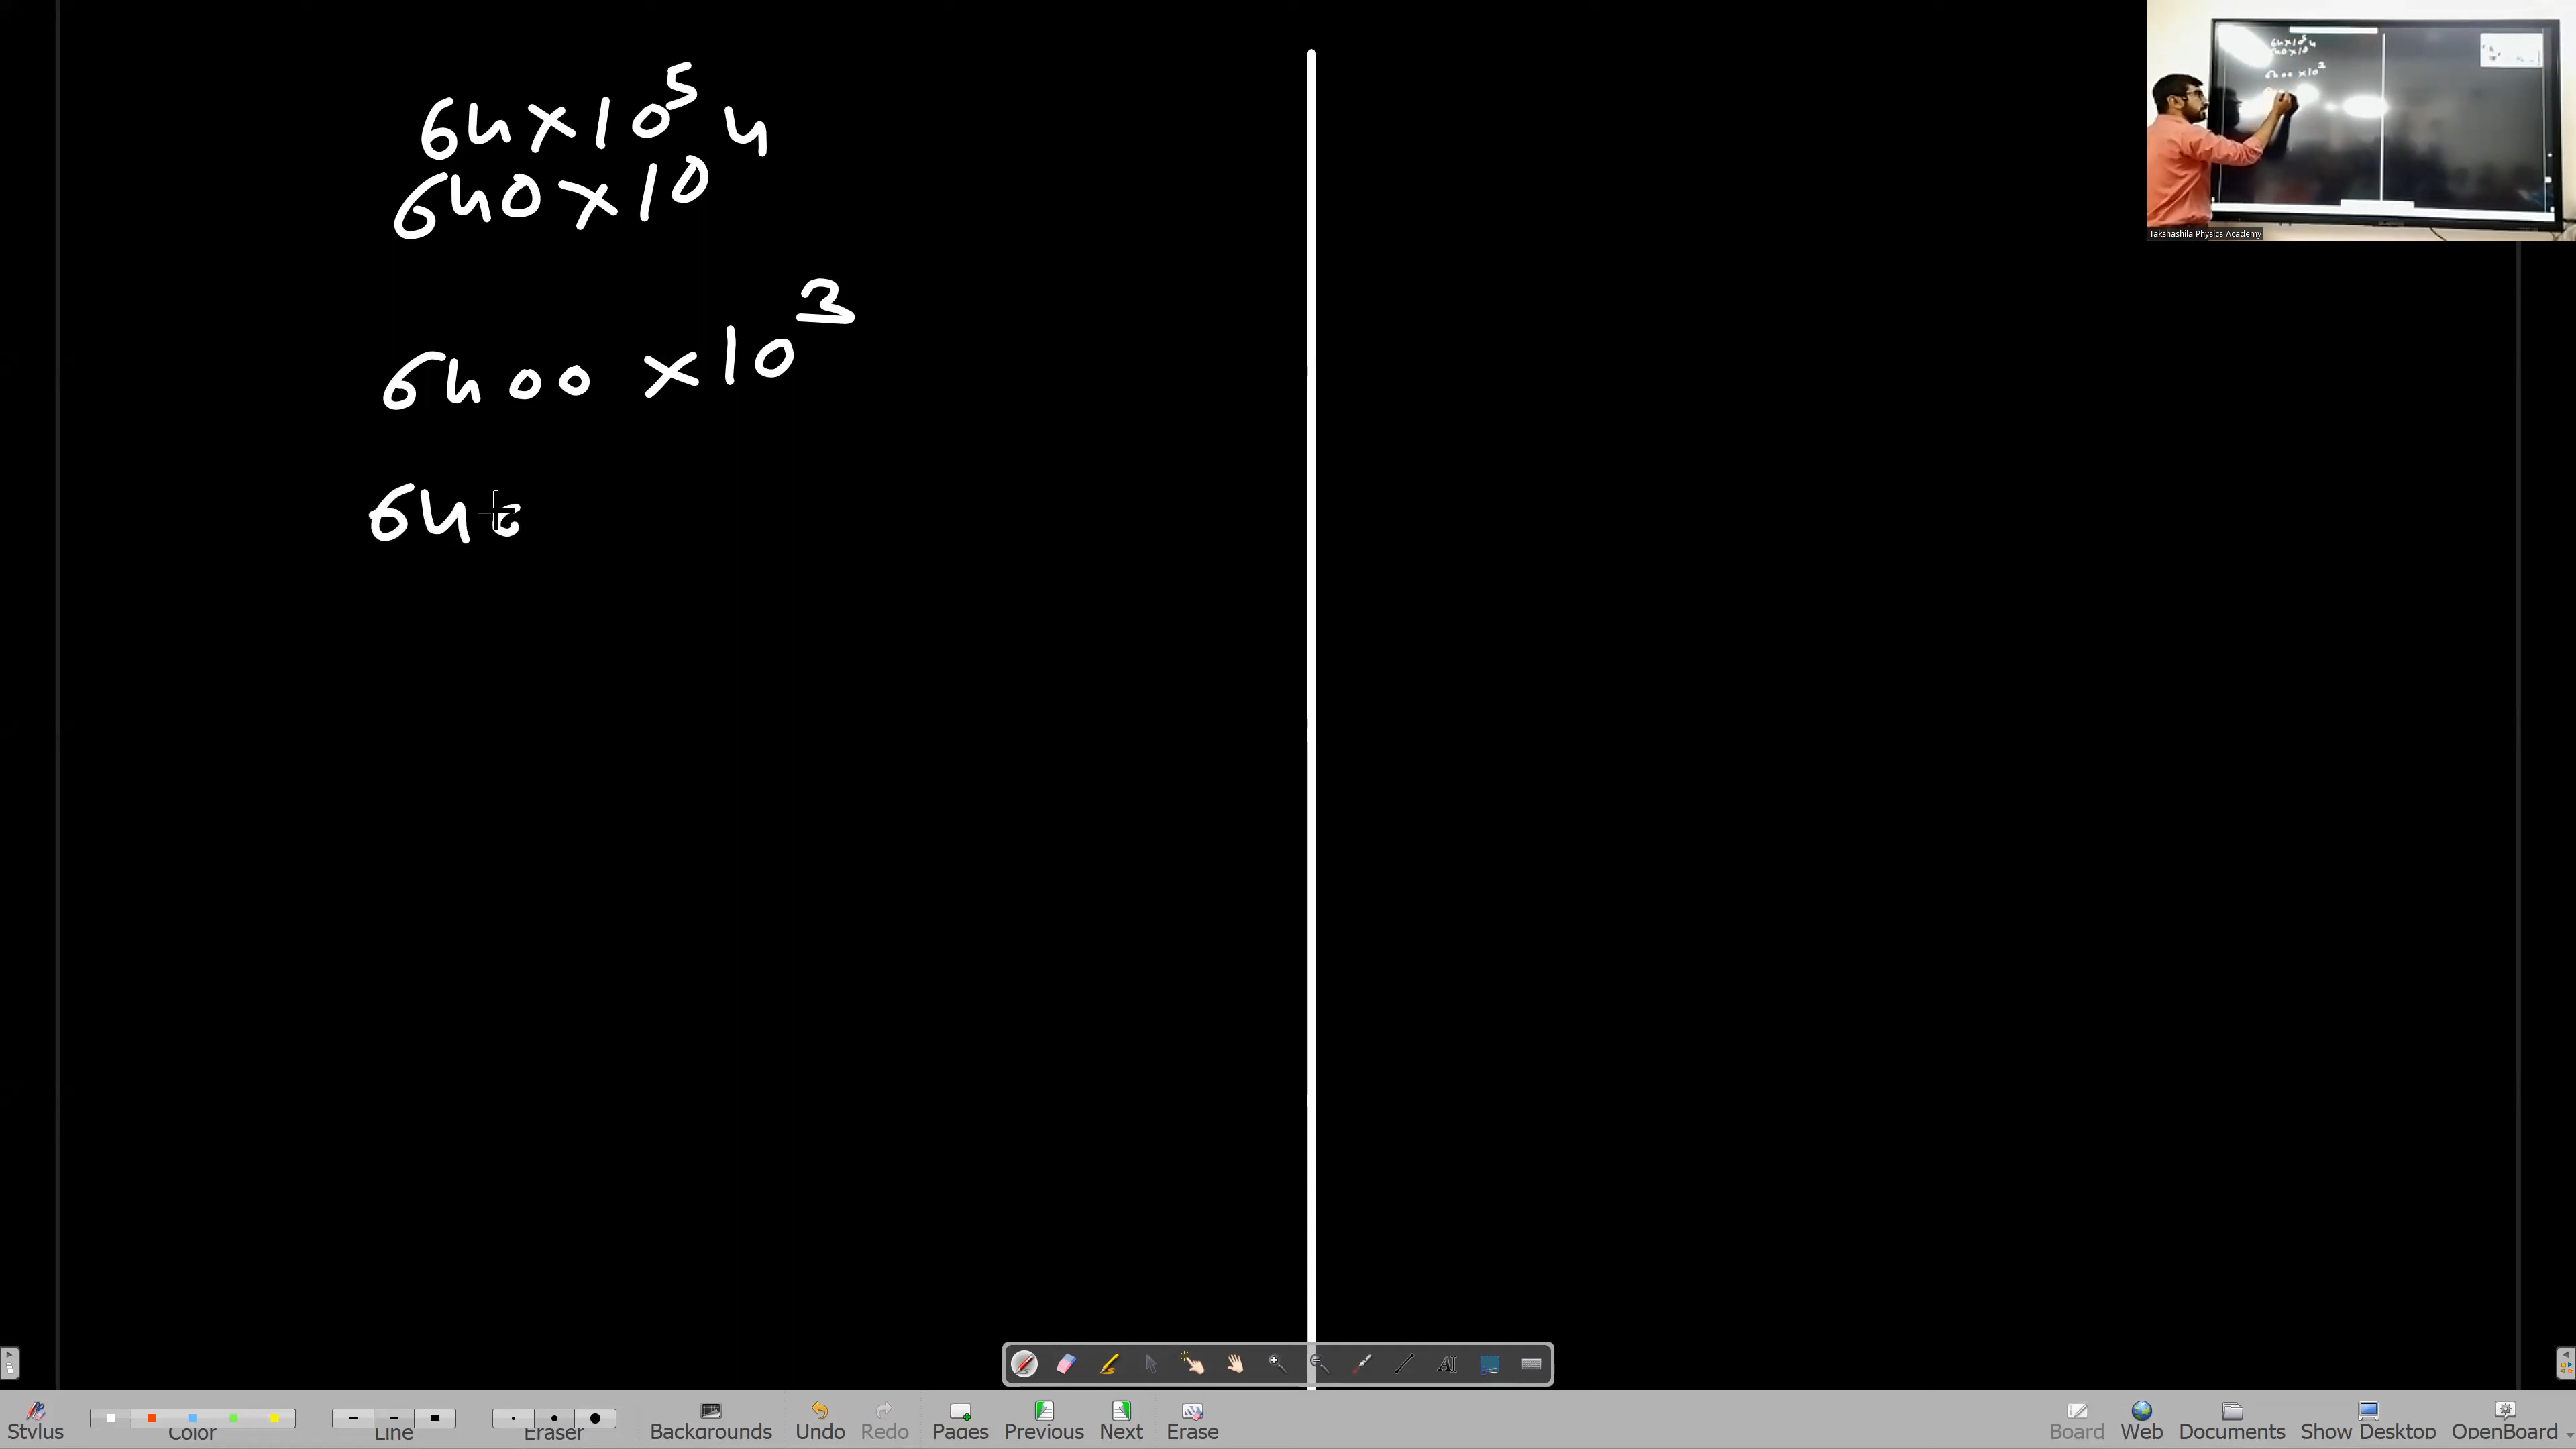 64×10⁵
640×10⁴
6400 ×10³
640
Takshashila Physics Academy
Stylus
Color
Line
Eraser
Backgrounds
Undo
Redo
Pages
Previous
Next
Erase
Board
Web
Documents
Show Desktop
OpenBoard